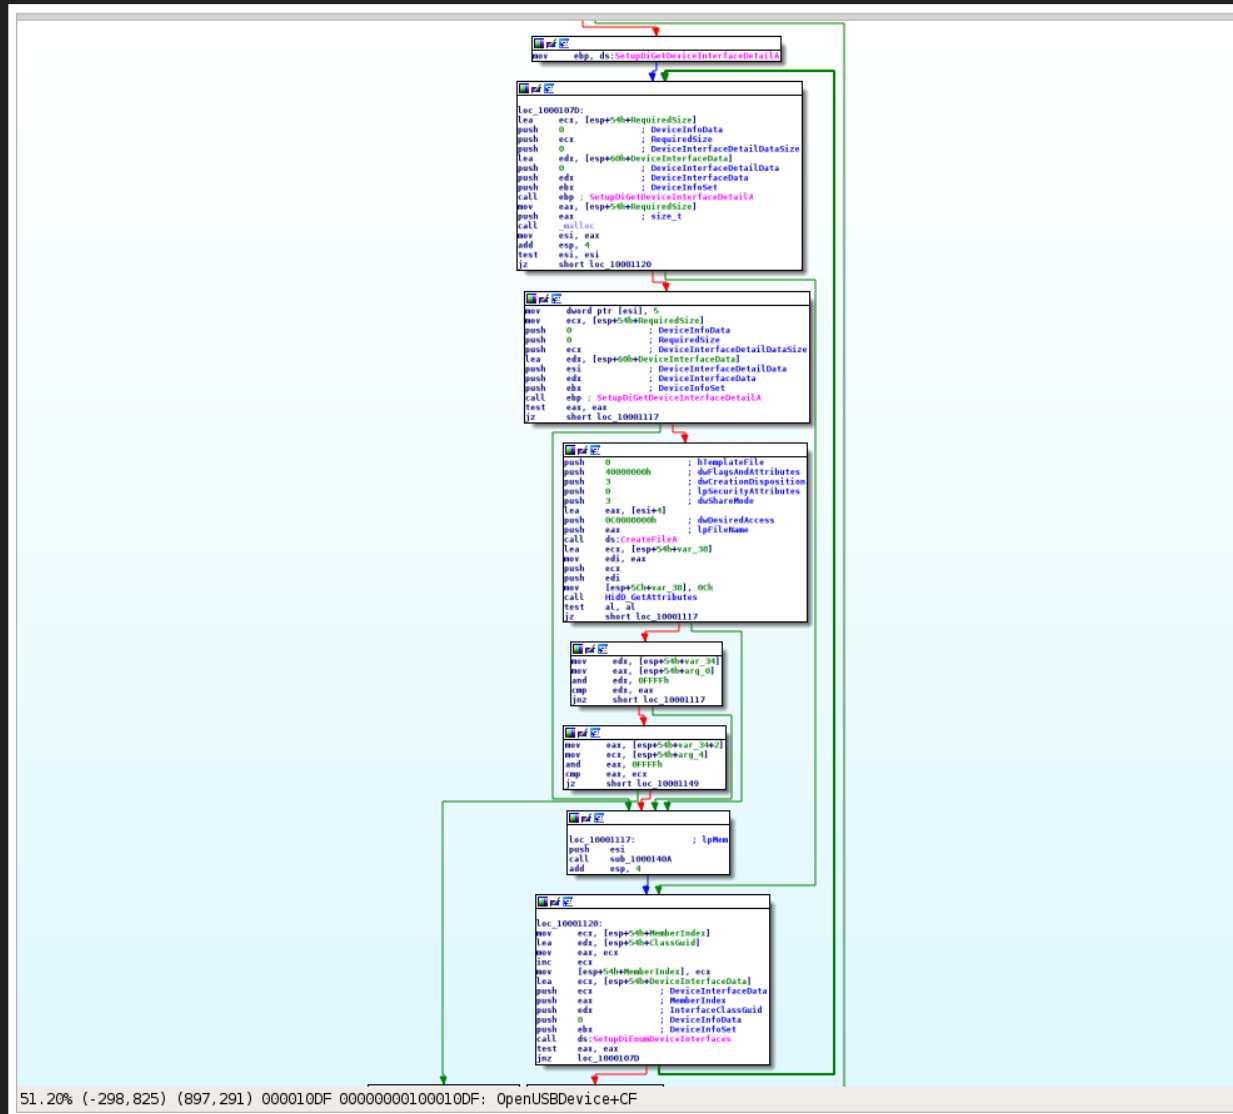 mov ebp, ds:SetupDiGetDeviceInterfaceDetailA
loc_1000107D:
lea ecx, [esp+54h+RequiredSize]
push 0 ; DeviceInfoData
push ecx ; RequiredSize
push 0 ; DeviceInterfaceDetailDataSize
lea edx, [esp+60h+DeviceInterfaceData]
push 0 ; DeviceInterfaceDetailData
push edx ; DeviceInterfaceData
push ebx ; DeviceInfoSet
call ebp ; SetupDiGetDeviceInterfaceDetailA
mov eax, [esp+54h+RequiredSize]
push eax ; size_t
call _malloc
mov esi, eax
add esp, 4
test esi, esi
jz short loc_10001120
mov dword ptr [esi], 5
mov ecx, [esp+54h+RequiredSize]
push 0 ; DeviceInfoData
push 0 ; RequiredSize
push ecx ; DeviceInterfaceDetailDataSize
lea edx, [esp+60h+DeviceInterfaceData]
push esi ; DeviceInterfaceDetailData
push edx ; DeviceInterfaceData
push ebx ; DeviceInfoSet
call ebp ; SetupDiGetDeviceInterfaceDetailA
test eax, eax
jz short loc_10001117
push 0 ; hTemplateFile
push 40000000h ; dwFlagsAndAttributes
push 3 ; dwCreationDisposition
push 0 ; lpSecurityAttributes
push 3 ; dwShareMode
lea eax, [esi+4]
push 0C0000000h ; dwDesiredAccess
push eax ; lpFileName
call ds:CreateFileA
lea ecx, [esp+54h+var_38]
mov edi, eax
push ecx
push edi
mov [esp+5Ch+var_38], 0Ch
call HidD_GetAttributes
test al, al
jz short loc_10001117
mov edx, [esp+54h+var_34]
mov eax, [esp+54h+arg_0]
and edx, 0FFFFh
cmp edx, eax
jnz short loc_10001117
mov eax, [esp+54h+var_34+2]
mov ecx, [esp+54h+arg_4]
and eax, 0FFFFh
cmp eax, ecx
jz short loc_10001149
loc_10001117: ; lpMem
push esi
call sub_1000140A
add esp, 4
loc_10001120:
mov ecx, [esp+54h+MemberIndex]
lea edx, [esp+54h+ClassGuid]
mov eax, ecx
inc ecx
mov [esp+54h+MemberIndex], ecx
lea ecx, [esp+54h+DeviceInterfaceData]
push ecx ; DeviceInterfaceData
push eax ; MemberIndex
push edx ; InterfaceClassGuid
push 0 ; DeviceInfoData
push ebx ; DeviceInfoSet
call ds:SetupDiEnumDeviceInterfaces
test eax, eax
jnz loc_1000107D
51.20% (-298,825) (897,291) 000010DF 00000000100010DF: OpenUSBDevice+CF